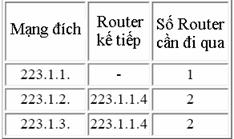 Mạng đích Router kế tiếp Số Router cần đi qua
223.1.1. - 1
223.1.2. 223.1.1.4 2
223.1.3. 223.1.1.4 2